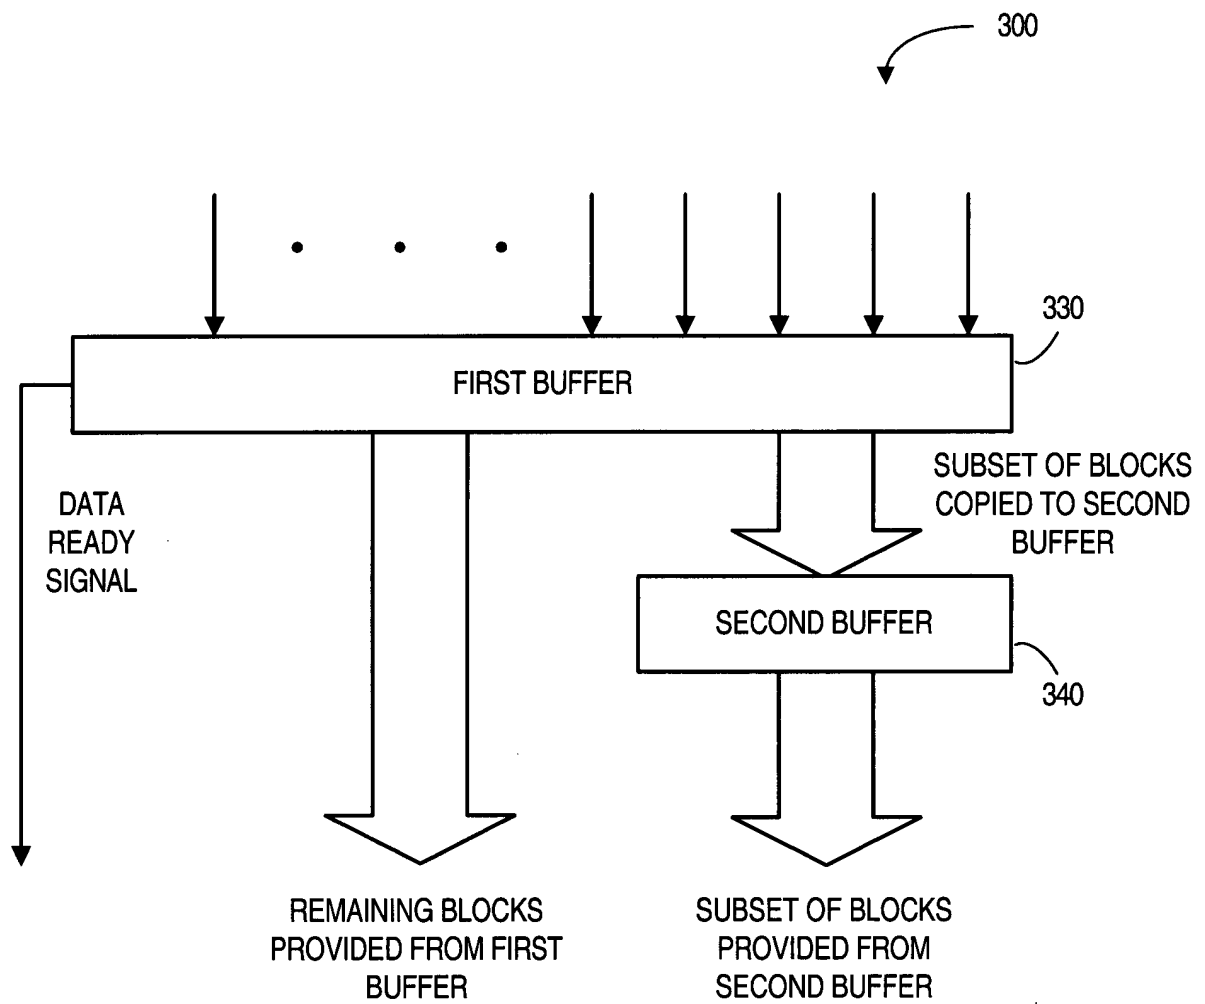 300
330
FIRST BUFFER
SUBSET OF BLOCKS
COPIED TO SECOND
BUFFER
DATA
READY
SIGNAL
SECOND BUFFER
340
REMAINING BLOCKS
PROVIDED FROM FIRST
BUFFER
SUBSET OF BLOCKS
PROVIDED FROM
SECOND BUFFER